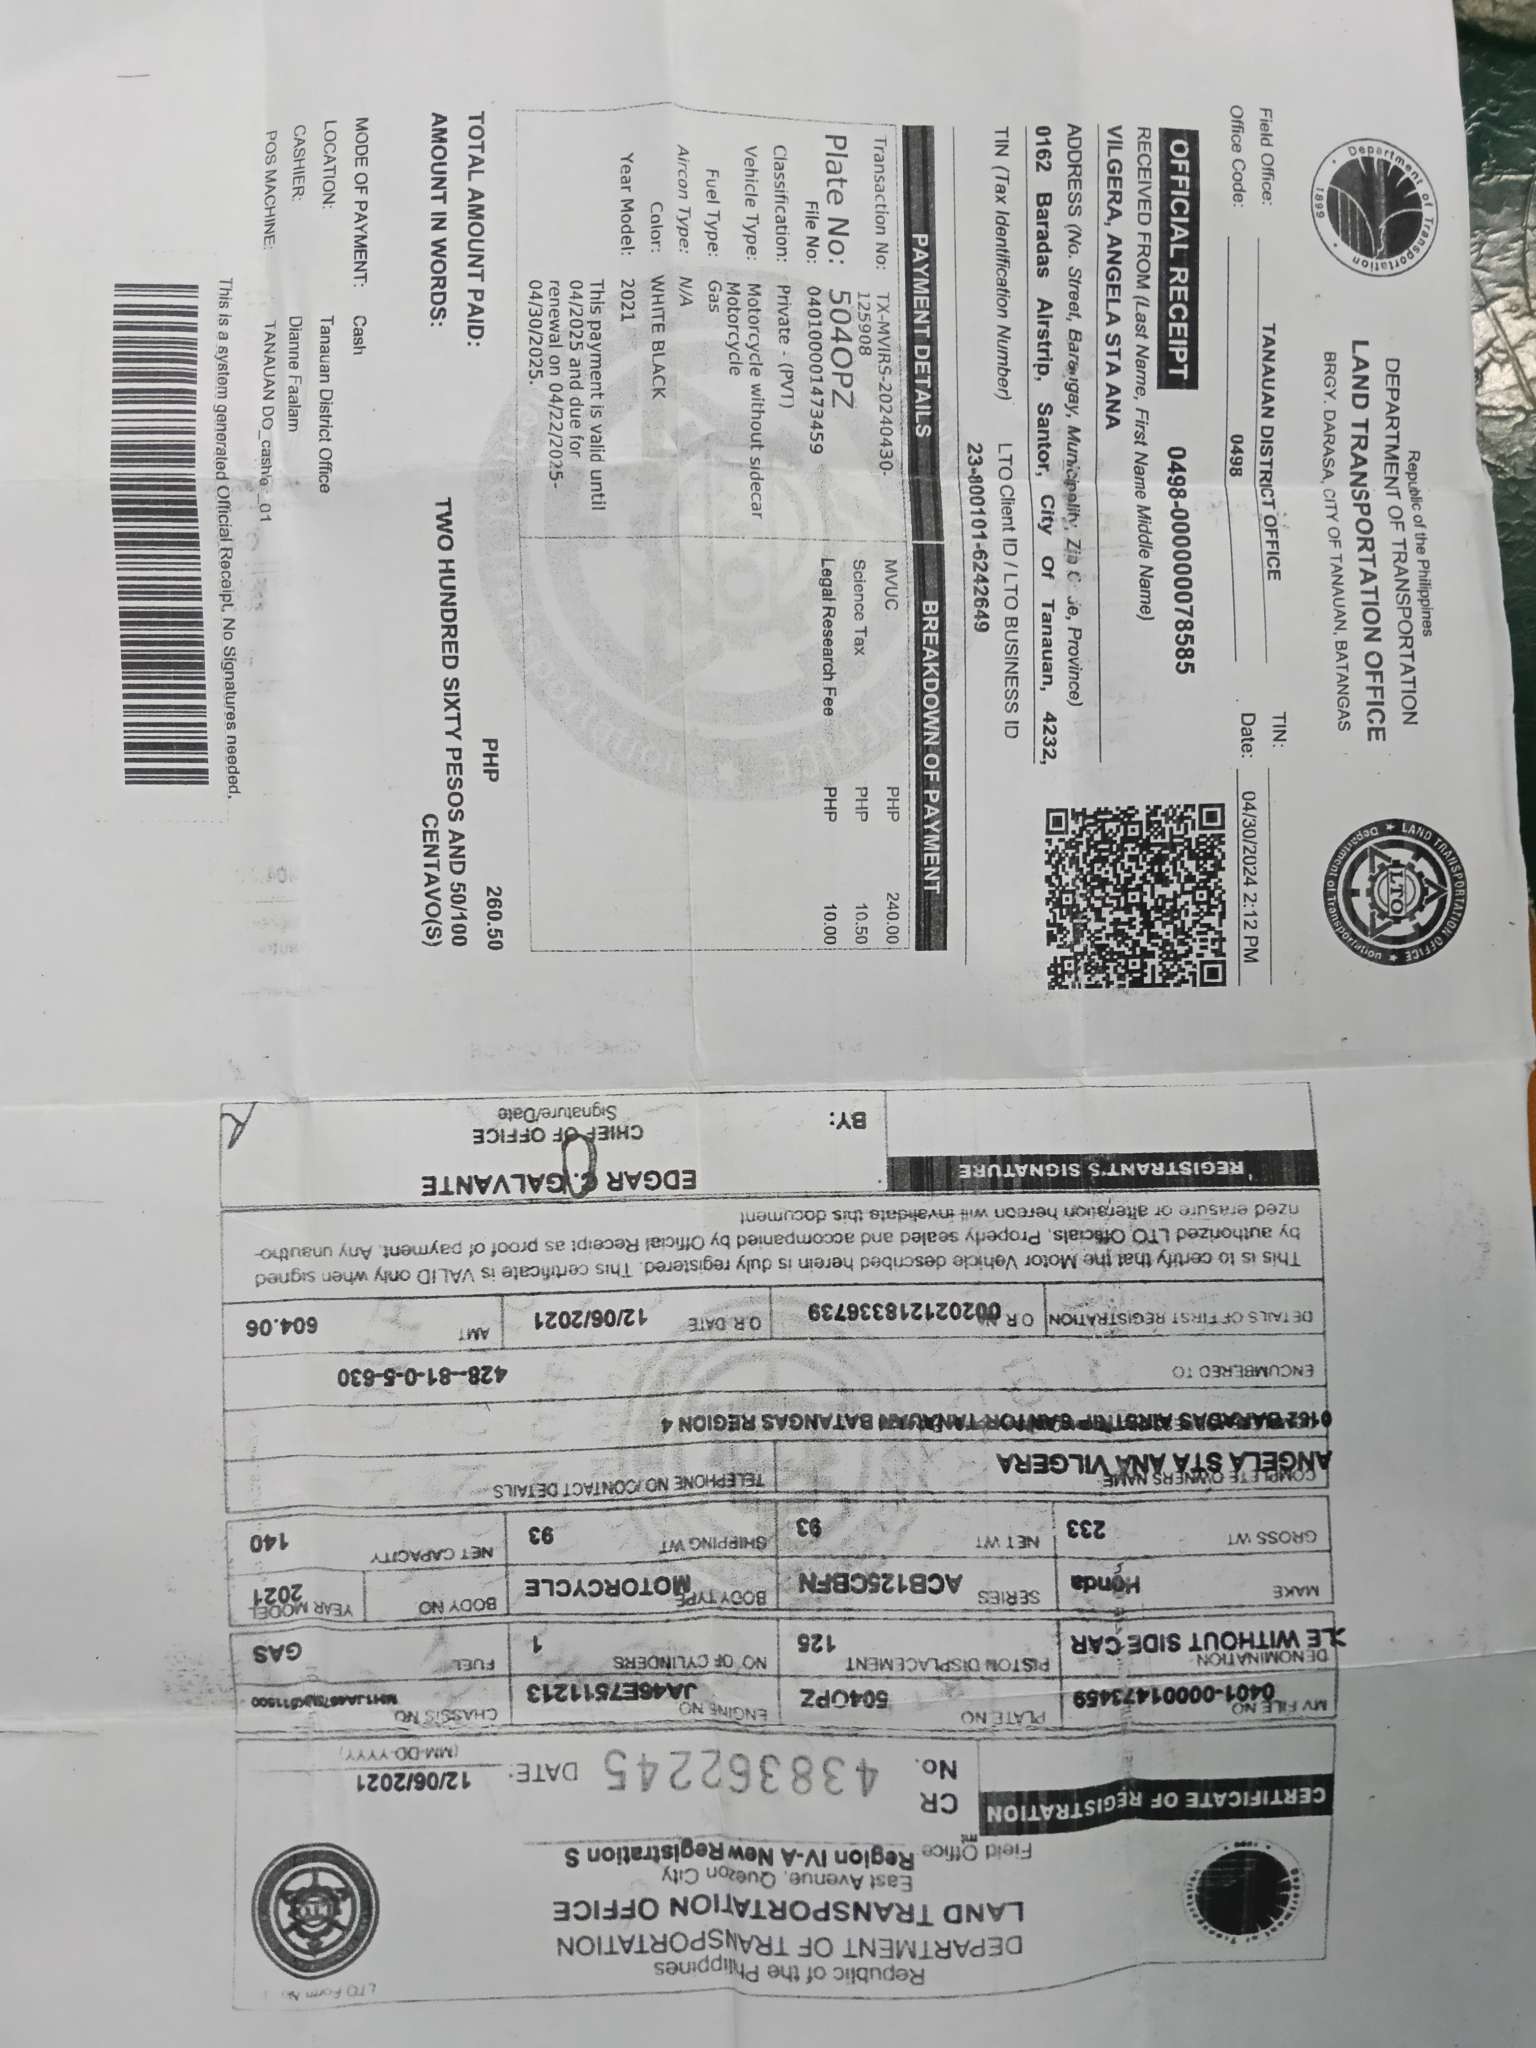 Republic of the Philippines
DEPARTMENT OF TRANSPORTATION
LAND TRANSPORTATION OFFICE
BRGY. DARASA, CITY OF TANAUAN, BATANGAS
Department of Transportation
1899
LAND TRANSPORTATION OFFICE
Department of Transportation
LTO
Field Office: TANAUAN DISTRICT OFFICE TIN:
Office Code: 0498 Date: 04/30/2024 2:12 PM
OFFICIAL RECEIPT 0498-000000078585
RECEIVED FROM (Last Name, First Name Middle Name)
VILGERA, ANGELA STA ANA
ADDRESS (No. Street, Barangay, Municipality, Province)
0162 Baradas Airstrip, Santor, City Of Tanauan, 4232,
TIN (Tax Identification Number) LTO Client ID / LTO BUSINESS ID
23-800101-6242649
PAYMENT DETAILS BREAKDOWN OF PAYMENT
Transaction No: TX-MVIRS-20240430-
125908
Plate No: 504OPZ
File No: 040100001473459
Classification: Private - (PVT)
Vehicle Type: Motorcycle without sidecar
Motorcycle
Fuel Type: Gas
Aircon Type: N/A
Color: WHITE BLACK
Year Model: 2021
This payment is valid until
04/2025 and due for
renewal on 04/22/2025-
04/30/2025.
MVUC PHP 240.00
Science Tax PHP 10.50
Legal Research Fee PHP 10.00
TOTAL AMOUNT PAID: PHP 260.50
AMOUNT IN WORDS: TWO HUNDRED SIXTY PESOS AND 50/100
CENTAVO(S)
MODE OF PAYMENT: Cash
LOCATION: Tanauan District Office
CASHIER: Dianne Faalam
POS MACHINE: TANAUAN DO_01
This is a system generated Official Receipt. No Signatures needed.
LTO Form No
Republic of the Philippines
DEPARTMENT OF TRANSPORTATION
LAND TRANSPORTATION OFFICE
East Avenue, Quezon City
Field Office Region IV-A New Registration S
CERTIFICATE OF REGISTRATION
CR No. 438362245 DATE: 12/06/2021
(MM-DD-YYYY)
MV FILE NO 0401-00001473459 PLATE NO 504OPZ ENGINE NO JA46E7511213 CHASSIS NO
DENOMINATION LE WITHOUT SIDE CAR PISTON DISPLACEMENT 125 NO OF CYLINDERS 1 FUEL GAS
MAKE Honda SERIES ACB125CBFN BODY TYPE MOTORCYCLE BODY NO YEAR MODEL 2021
GROSS WT 233 NET WT 93 SHIPPING WT 93 NET CAPACITY 140
COMPLETE OWNERS NAME ANGELA STA ANA VILGERA TELEPHONE NO/CONTACT DETAILS
0162 BARADAS AIRSTRIP SANTOR TANAUAN BATANGAS REGION 4
ENCUMBERED TO 428--81-0-5-630
DETAILS OF FIRST REGISTRATION O R NO 002021218336739 O.R. DATE 12/06/2021 AMT 604.06
This is to certify that the Motor Vehicle described herein is duly registered. This certificate is VALID only when signed
by authorized LTO Officials. Properly sealed and accompanied by Official Receipt as proof of payment. Any unautho-
rized erasure or alteration hereon will invalidate this document
REGISTRANT'S SIGNATURE
BY:
EDGAR C. GALVANTE
CHIEF OF OFFICE
Signature/Date